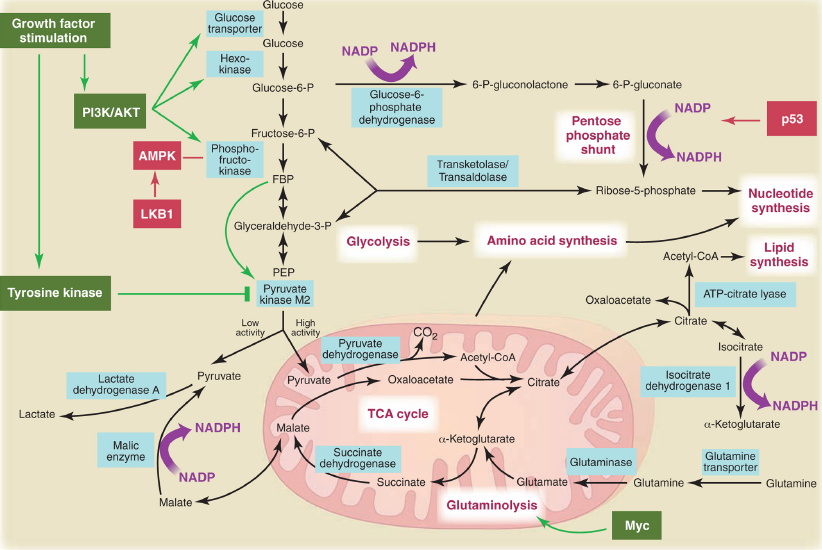 Glucose
Growth factor
stimulation
Glucose
transporter
Glucose
Hexo-
kinase
Glucose-6-P
NADP
NADPH
6-P-gluconolactone
6-P-gluconate
Glucose-6-
phosphate
dehydrogenase
PI3K/AKT
Fructose-6-P
Pentose
phosphate
shunt
NADP
NADPH
p53
AMPK
Phospho-
fructo-
kinase
FBP
Transketolase/
Transaldolase
Ribose-5-phosphate
Nucleotide
synthesis
LKB1
Glyceraldehyde-3-P
Glycolysis
Amino acid synthesis
Acetyl-CoA
Lipid
synthesis
PEP
Tyrosine kinase
Pyruvate
kinase M2
Oxaloacetate
ATP-citrate lyase
Citrate
Low
activity
High
activity
Pyruvate
dehydrogenase
CO2
Acetyl-CoA
Isocitrate
Pyruvate
Pyruvate
Oxaloacetate
Citrate
Isocitrate
dehydrogenase 1
NADP
NADPH
Lactate
dehydrogenase A
Lactate
TCA cycle
α-Ketoglutarate
Malic
enzyme
NADPH
NADP
Malate
α-Ketoglutarate
Succinate
dehydrogenase
Glutaminase
Glutamine
transporter
Malate
Succinate
Glutamate
Glutamine
Glutamine
Glutaminolysis
Myc